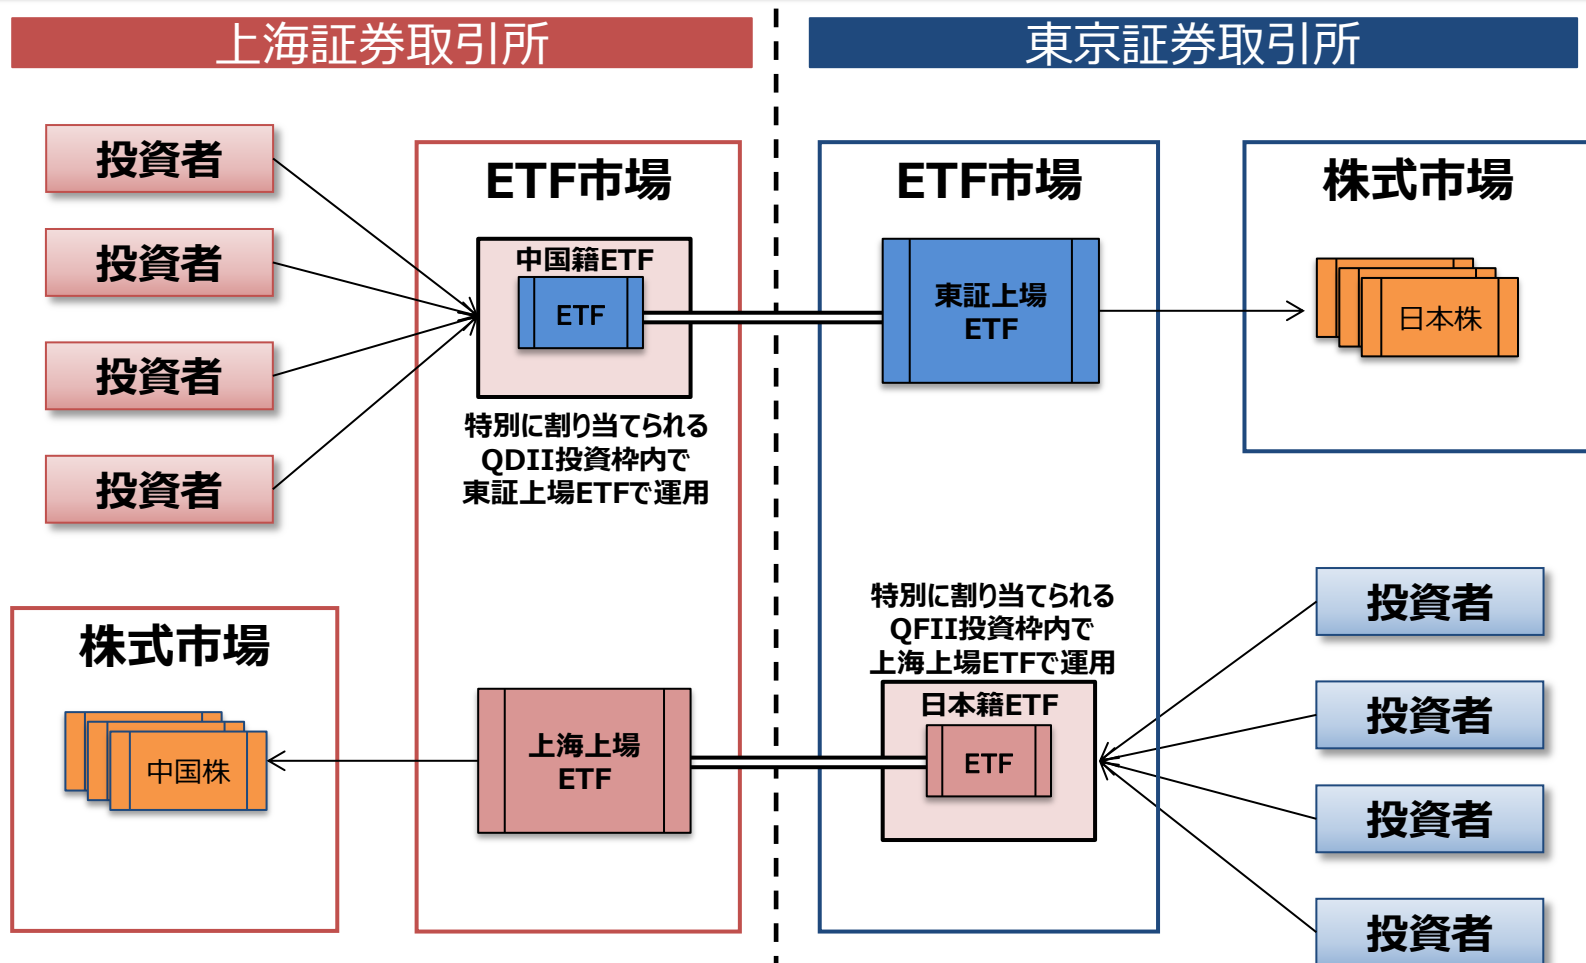 上海証券取引所
東京証券取引所
投資者
投資者
投資者
投資者
ETF市場
中国籍ETF
ETF
特別に割り当てられる
QDII投資枠内で
東証上場ETFで運用
ETF市場
東証上場
ETF
株式市場
日本株
株式市場
中国株
上海上場
ETF
特別に割り当てられる
QFII投資枠内で
上海上場ETFで運用
日本籍ETF
ETF
投資者
投資者
投資者
投資者